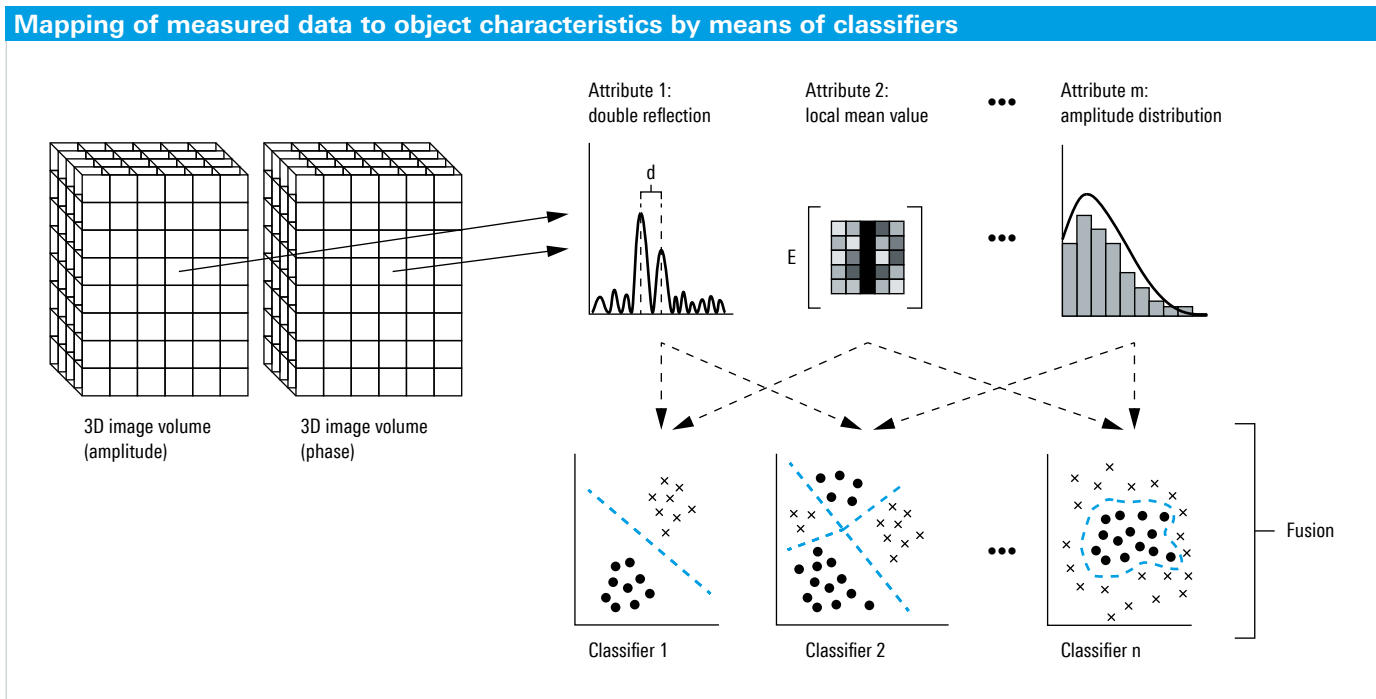 Mapping of measured data to object characteristics by means of classifiers
Attribute 1:
double reflection
Attribute 2:
local mean value
•••
Attribute m:
amplitude distribution
d
E
•••
3D image volume
(amplitude)
3D image volume
(phase)
•••
Fusion
Classifier 1
Classifier 2
Classifier n